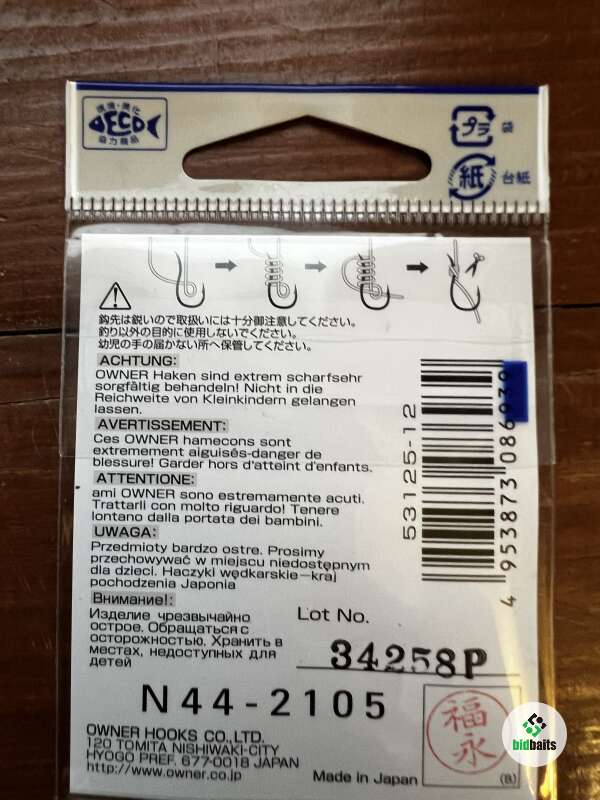 環境・美化
ECO
協力商品
プラ
袋
紙
台紙
鈎先は鋭いので取扱いには十分御注意してください。
釣り以外の目的に使用しないでください。
幼児の手の届かない所へ保管してください。
ACHTUNG:
OWNER Haken sind extrem scharfsehr
sorgfältig behandeln! Nicht in die
Reichweite von Kleinkindern gelangen
lassen.
AVERTISSEMENT:
Ces OWNER hamecons sont
extremement aiguisés-danger de
blessure! Garder hors d'atteint d'enfants.
ATTENTIONE:
ami OWNER sono estremamente acuti.
Trattarli con molto riguardo! Tenere
lontano dalla portata dei bambini.
UWAGA:
Przedmioty bardzo ostre. Prosimy
przechowywać w miejscu niedostępnym
dla dzieci. Haczyki wędkarskie—kraj
pochodzenia Japonia
Внимание!:
Изделие чрезвычайно
острое. Обращаться с
осторожностью. Хранить в
местах, недоступных для
детей
53125-12
4 953873 086939
Lot No.
34258P
N44-2105
OWNER HOOKS CO.,LTD.
120 TOMITA NISHIWAKI-CITY
HYOGO PREF. 677-0018 JAPAN
http://www.owner.co.jp
Made in Japan
福永
(B)
bidbaits